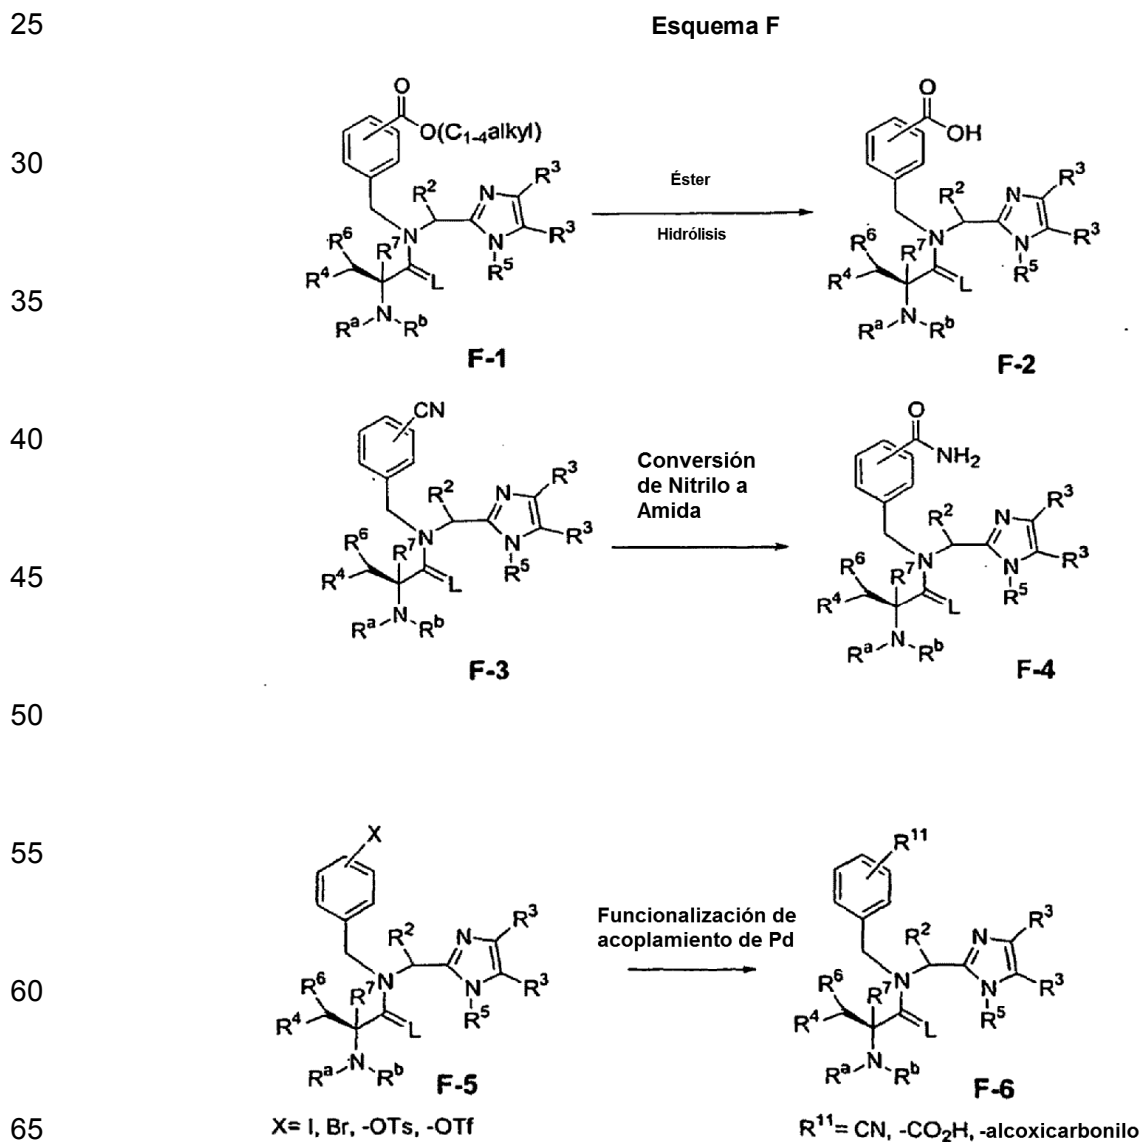 25
Esquema F
O
O(C₁₋₄alkyl)
R²
N
R³
R³
N
R⁵
N
R⁶
R⁷
R⁴
L
N
Rᵃ
Rᵇ
F-1
Éster
Hidrólisis
O
OH
R²
N
R³
R³
N
R⁵
N
R⁶
R⁷
R⁴
L
N
Rᵃ
Rᵇ
F-2
30
35
40
CN
R²
N
R³
R³
N
R⁵
N
R⁶
R⁷
R⁴
L
N
Rᵃ
Rᵇ
F-3
Conversión
de Nitrilo a
Amida
O
NH₂
R²
N
R³
R³
N
R⁵
N
R⁶
R⁷
R⁴
L
N
Rᵃ
Rᵇ
F-4
45
50
55
X
R²
N
R³
R³
N
R⁵
N
R⁶
R⁷
R⁴
L
N
Rᵃ
Rᵇ
F-5
X= I, Br, -OTs, -OTf
Funcionalización de
acoplamiento de Pd
R¹¹
R²
N
R³
R³
N
R⁵
N
R⁶
R⁷
R⁴
L
N
Rᵃ
Rᵇ
F-6
R¹¹= CN, -CO₂H, -alcoxicarbonilo
60
65